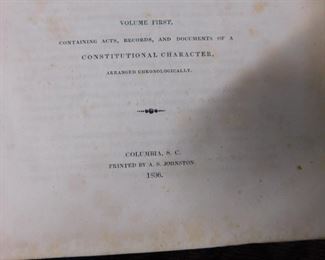 VOLUME FIRST,
CONTAINING ACTS, RECORDS, AND DOCUMENTS OF A
CONSTITUTIONAL CHARACTER,
ARRANGED CHRONOLOGICALLY.
COLUMBIA, S. C.
PRINTED BY A. S. JOHNSTON.
1836.